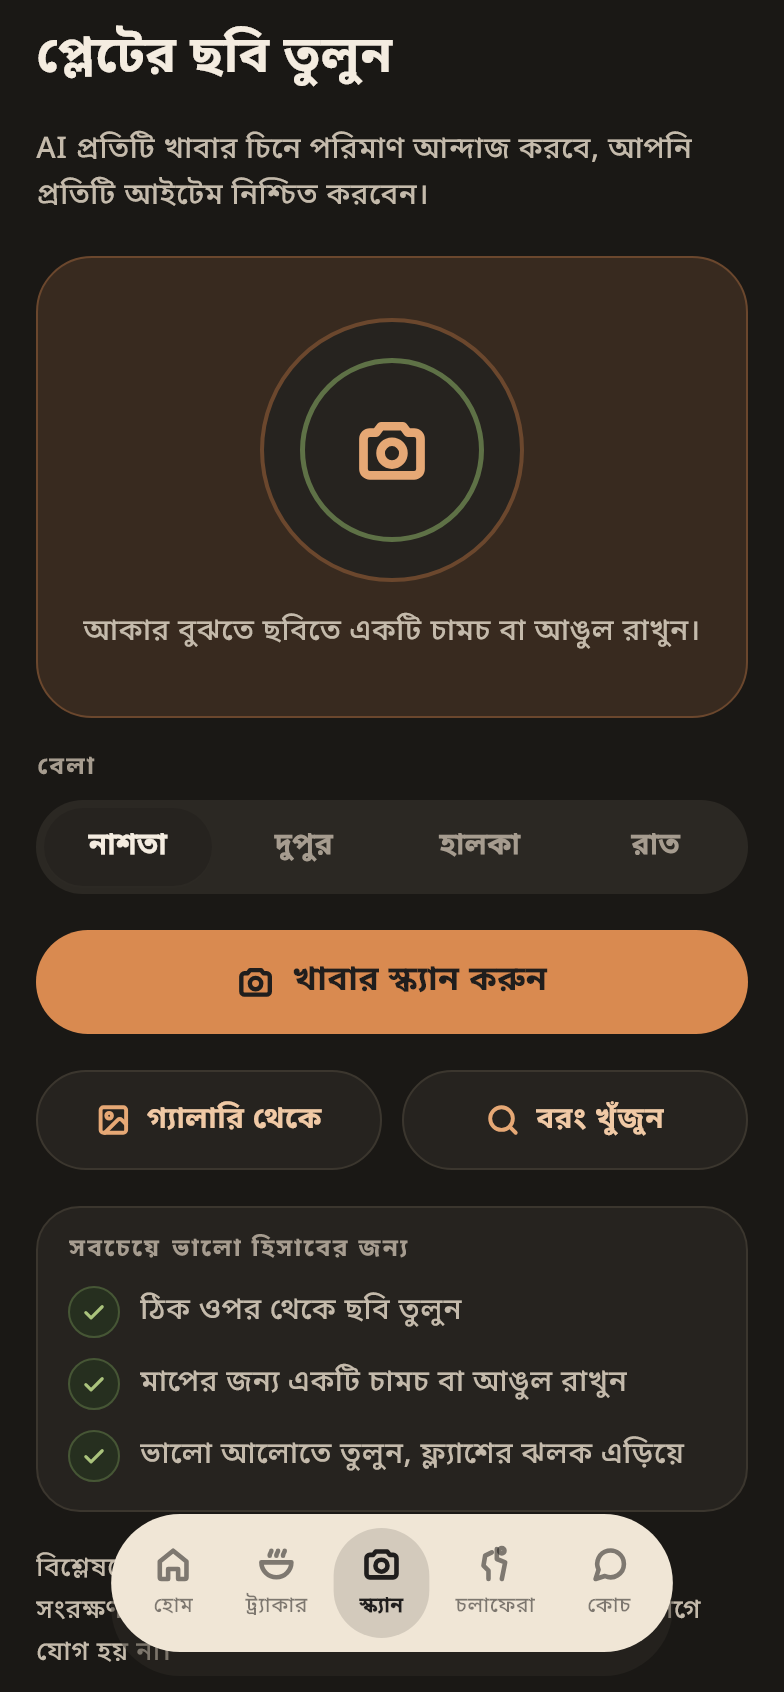 প্লেটের ছবি তুলুন
AI প্রতিটি খাবার চিনে পরিমাণ আন্দাজ করবে, আপনি
প্রতিটি আইটেম নিশ্চিত করবেন।
আকার বুঝতে ছবিতে একটি চামচ বা আঙুল রাখুন।
বেলা
নাশতা দুপুর হালকা রাত
খাবার স্ক্যান করুন
গ্যালারি থেকে বরং খুঁজুন
সবচেয়ে ভালো হিসাবের জন্য
ঠিক ওপর থেকে ছবি তুলুন
মাপের জন্য একটি চামচ বা আঙুল রাখুন
ভালো আলোতে তুলুন, ফ্ল্যাশের ঝলক এড়িয়ে
যোগ হয় না।
হোম ট্র্যাকার স্ক্যান চলাফেরা কোচ